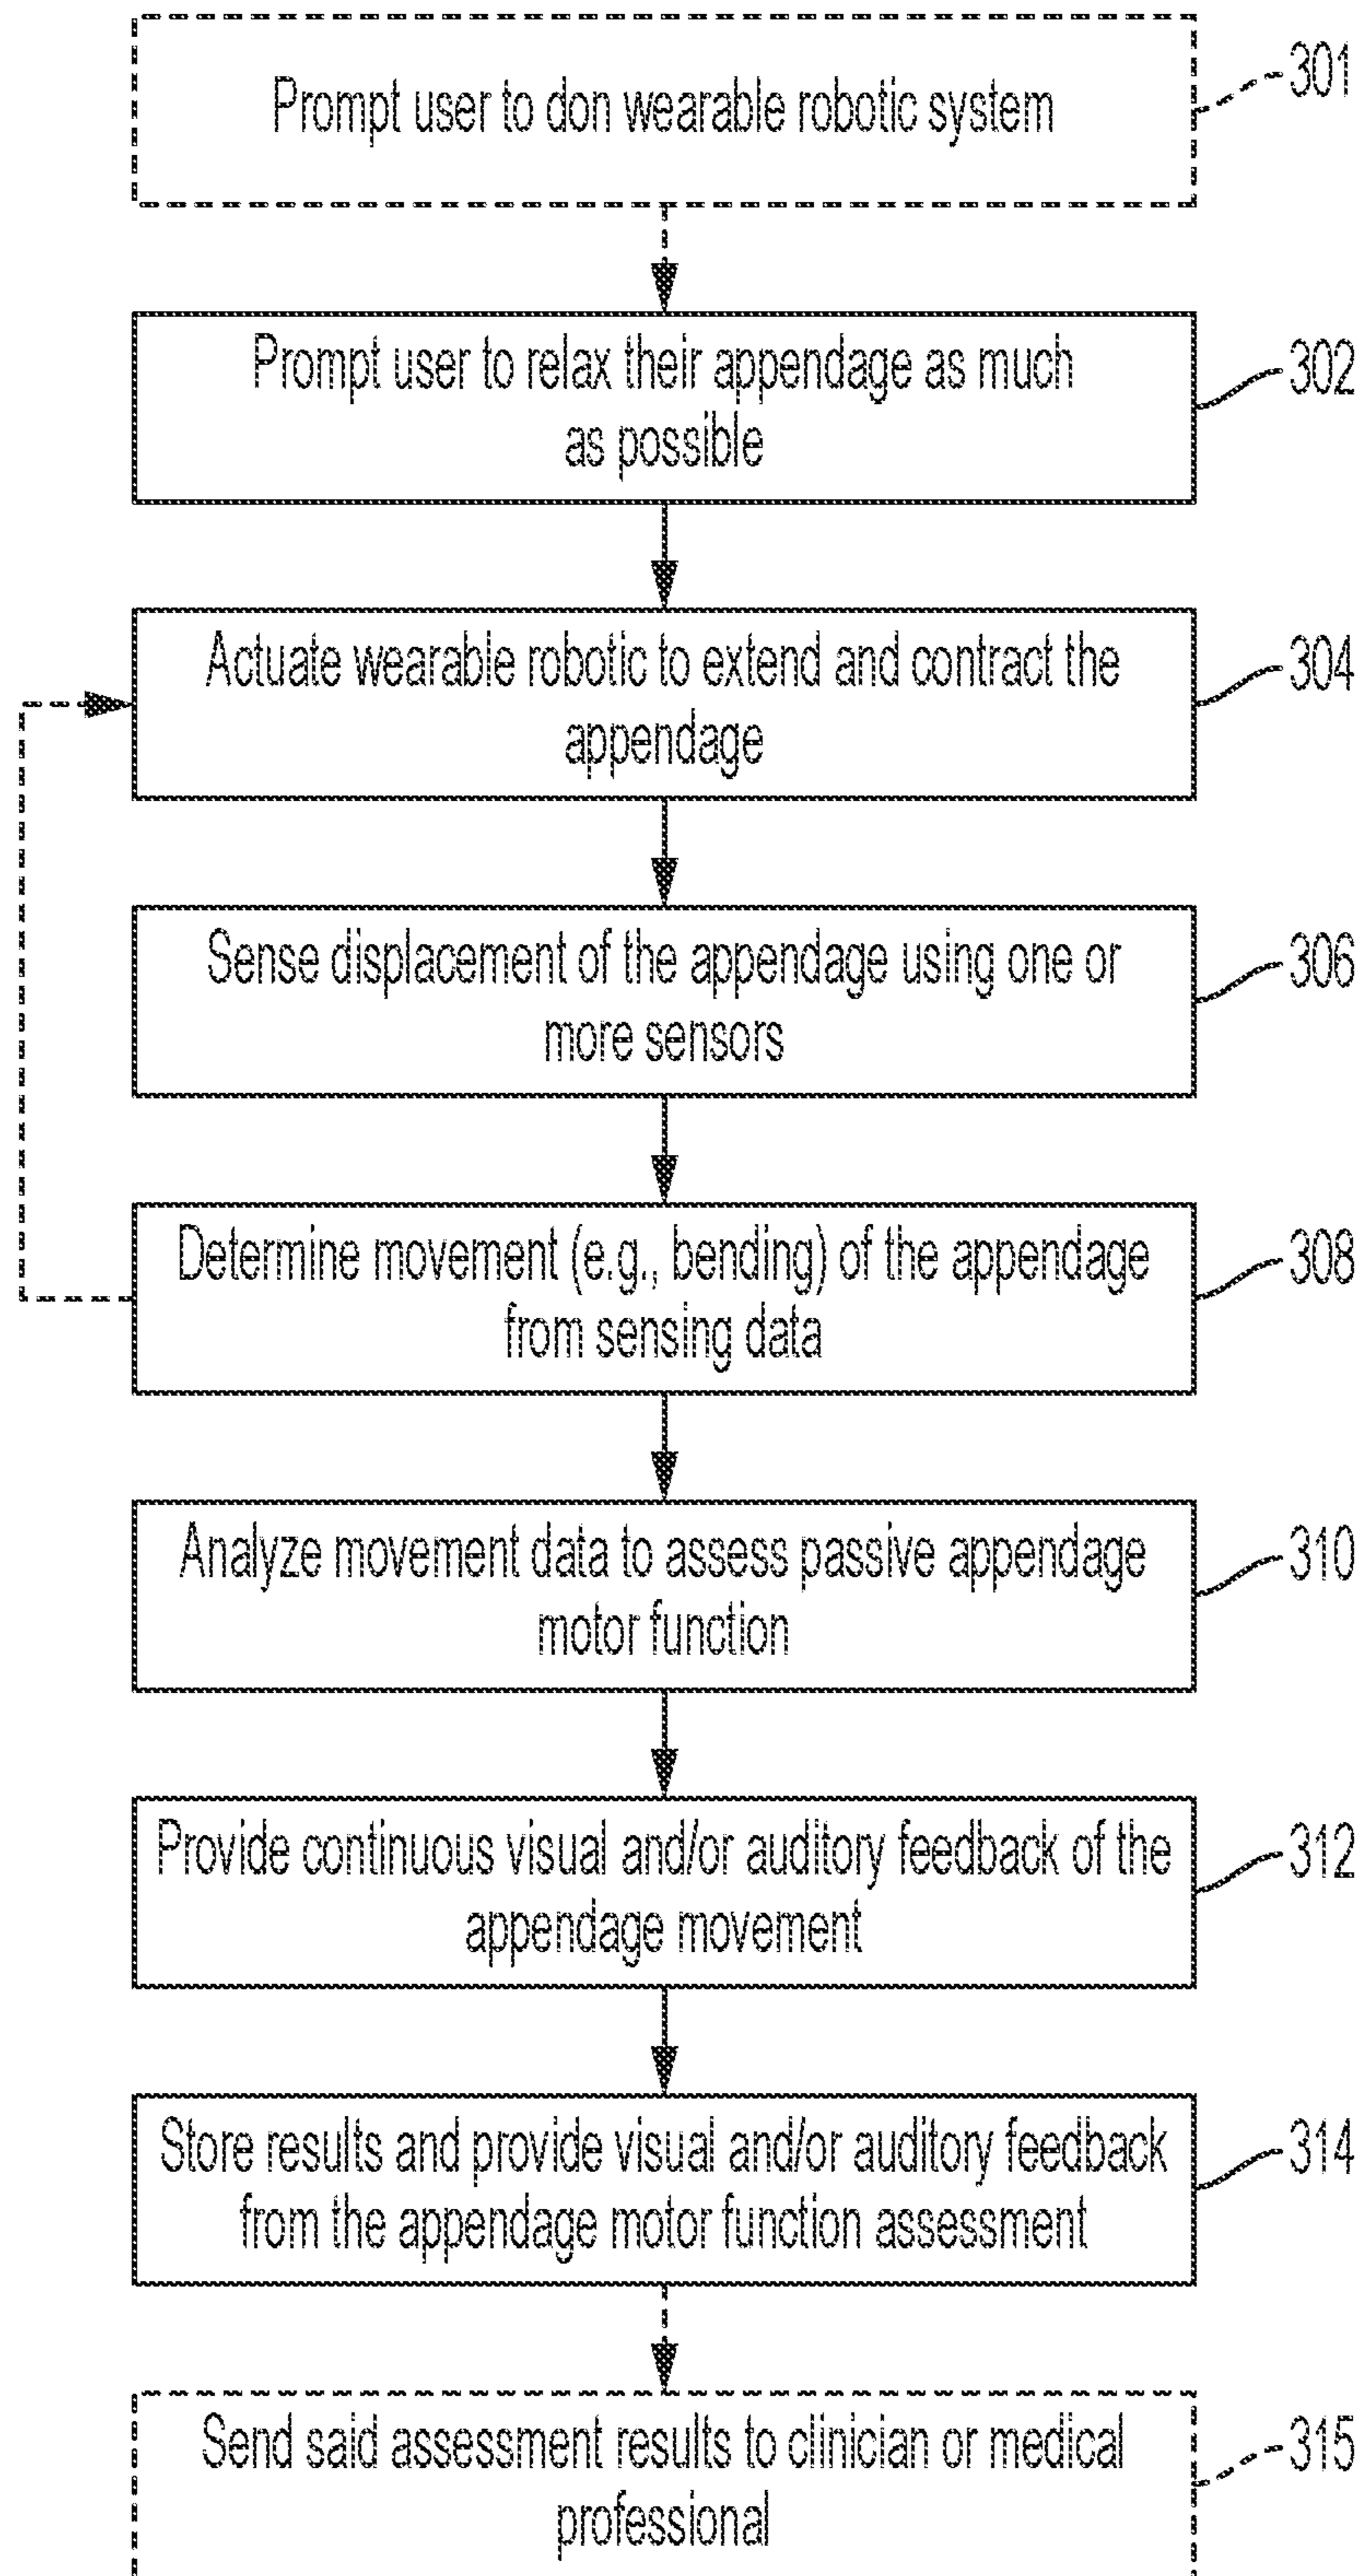 Prompt user to don wearable robotic system
301
Prompt user to relax their appendage as much
as possible
302
Actuate wearable robotic to extend and contract the
appendage
304
Sense displacement of the appendage using one or
more sensors
306
Determine movement (e.g., bending) of the appendage
from sensing data
308
Analyze movement data to assess passive appendage
motor function
310
Provide continuous visual and/or auditory feedback of the
appendage movement
312
Store results and provide visual and/or auditory feedback
from the appendage motor function assessment
314
Send said assessment results to clinician or medical
professional
315